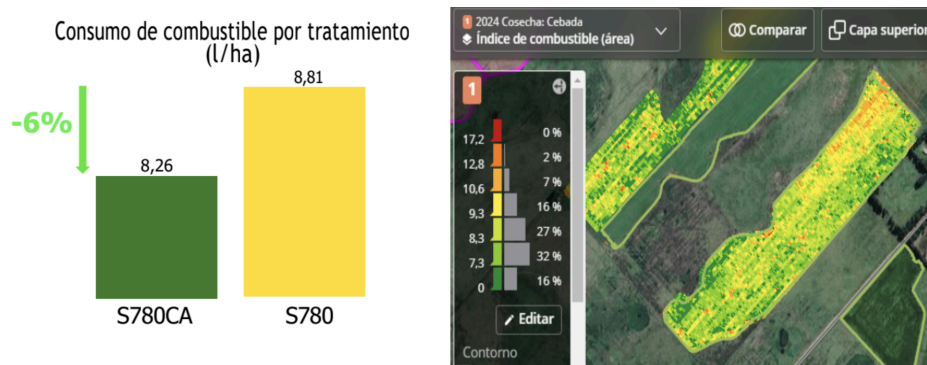 Consumo de combustible por tratamiento
(l/ha)
8,81
-6%
8,26
S780CA
S780
1 2024 Cosecha: Cebada
Índice de combustible (área)
Comparar
Capa superior
1
0 %
17,2
2 %
12,8
7 %
10,6
16 %
9,3
27 %
8,3
32 %
7,3
16 %
0
Editar
Contorno